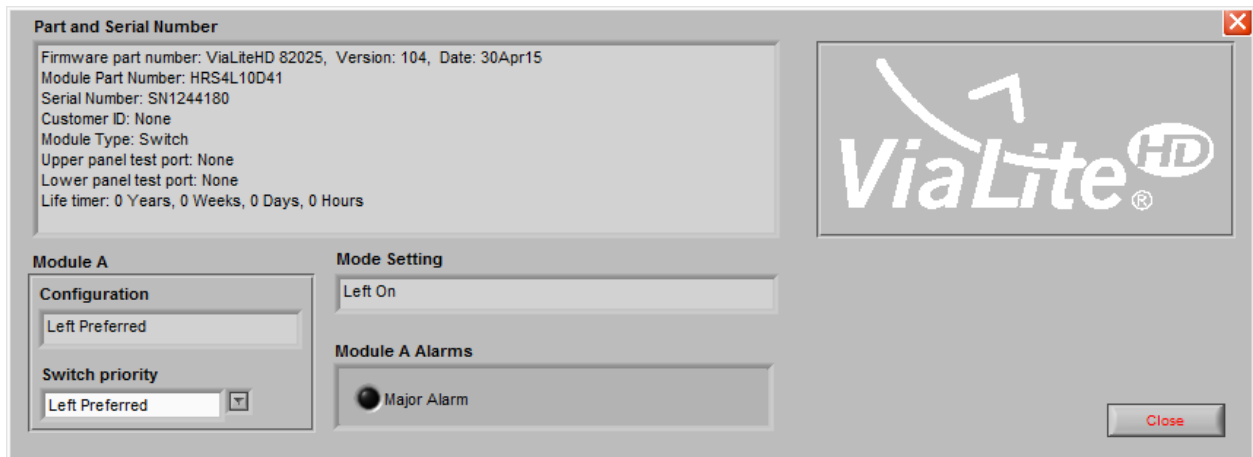 Part and Serial Number
Firmware part number: ViaLiteHD 82025, Version: 104, Date: 30Apr15
Module Part Number: HRS4L10D41
Serial Number: SN1244180
Customer ID: None
Module Type: Switch
Upper panel test port: None
Lower panel test port: None
Life timer: 0 Years, 0 Weeks, 0 Days, 0 Hours
ViaLite HD ®
Module A
Configuration
Left Preferred
Switch priority
Left Preferred
Mode Setting
Left On
Module A Alarms
Major Alarm
Close